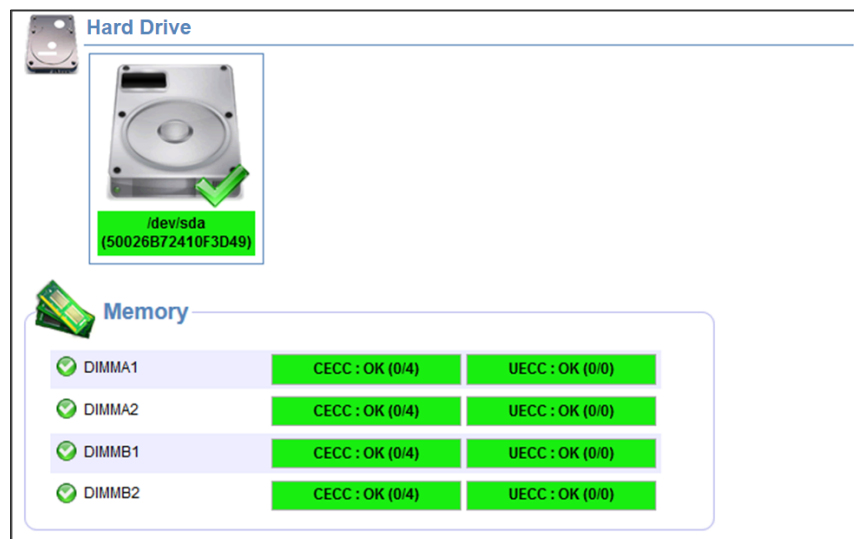 Hard Drive
/dev/sda
(50026B72410F3D49)
Memory
DIMMA1 CECC : OK (0/4) UECC : OK (0/0)
DIMMA2 CECC : OK (0/4) UECC : OK (0/0)
DIMMB1 CECC : OK (0/4) UECC : OK (0/0)
DIMMB2 CECC : OK (0/4) UECC : OK (0/0)